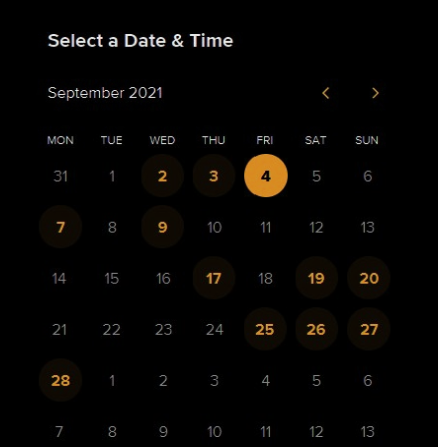 Select a Date & Time
September 2021
MON TUE WED THU FRI SAT SUN
31 1 2 3 4 5 6
7 8 9 10 11 12 13
14 15 16 17 18 19 20
21 22 23 24 25 26 27
28 1 2 3 4 5 6
7 8 9 10 11 12 13